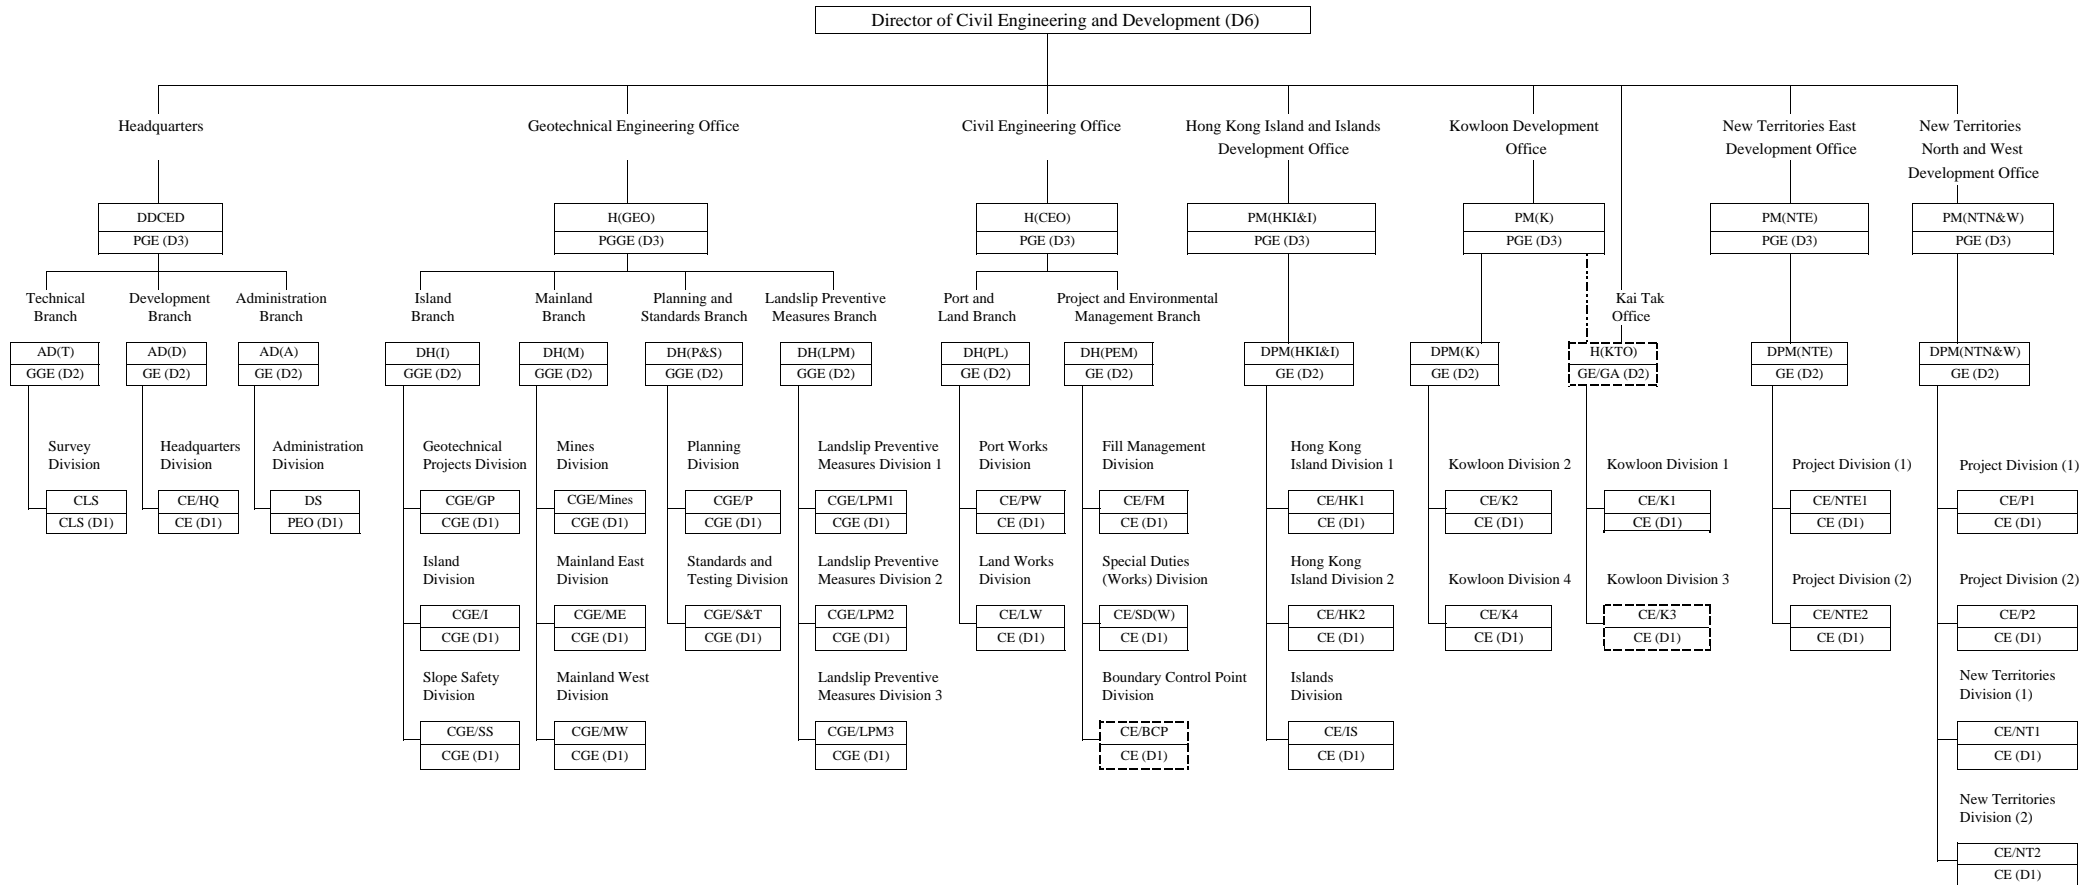 Director of Civil Engineering and Development (D6)
Headquarters
Geotechnical Engineering Office
Civil Engineering Office
Hong Kong Island and Islands
Development Office
Kowloon Development
Office
New Territories East
Development Office
New Territories
North and West
Development Office
DDCED
PGE (D3)
H(GEO)
PGGE (D3)
H(CEO)
PGE (D3)
PM(HKI&I)
PGE (D3)
PM(K)
PGE (D3)
PM(NTE)
PGE (D3)
PM(NTN&W)
PGE (D3)
Technical
Branch
Development
Branch
Administration
Branch
Island
Branch
Mainland
Branch
Planning and
Standards Branch
Landslip Preventive
Measures Branch
Port and
Land Branch
Project and Environmental
Management Branch
Kai Tak
Office
AD(T)
GGE (D2)
AD(D)
GE (D2)
AD(A)
GE (D2)
DH(I)
GGE (D2)
DH(M)
GGE (D2)
DH(P&S)
GGE (D2)
DH(LPM)
GGE (D2)
DH(PL)
GE (D2)
DH(PEM)
GE (D2)
DPM(HKI&I)
GE (D2)
DPM(K)
GE (D2)
H(KTO)
GE/GA (D2)
DPM(NTE)
GE (D2)
DPM(NTN&W)
GE (D2)
Survey
Division
Headquarters
Division
Administration
Division
Geotechnical
Projects Division
Mines
Division
Planning
Division
Landslip Preventive
Measures Division 1
Port Works
Division
Fill Management
Division
Hong Kong
Island Division 1
Kowloon Division 2
Kowloon Division 1
Project Division (1)
Project Division (1)
CLS
CLS (D1)
CE/HQ
CE (D1)
DS
PEO (D1)
CGE/GP
CGE (D1)
CGE/Mines
CGE (D1)
CGE/P
CGE (D1)
CGE/LPM1
CGE (D1)
CE/PW
CE (D1)
CE/FM
CE (D1)
CE/HK1
CE (D1)
CE/K2
CE (D1)
CE/K1
CE (D1)
CE/NTE1
CE (D1)
CE/P1
CE (D1)
Island
Division
Mainland East
Division
Standards and
Testing Division
Landslip Preventive
Measures Division 2
Land Works
Division
Special Duties
(Works) Division
Hong Kong
Island Division 2
Kowloon Division 4
Kowloon Division 3
Project Division (2)
Project Division (2)
CGE/I
CGE (D1)
CGE/ME
CGE (D1)
CGE/S&T
CGE (D1)
CGE/LPM2
CGE (D1)
CE/LW
CE (D1)
CE/SD(W)
CE (D1)
CE/HK2
CE (D1)
CE/K4
CE (D1)
CE/K3
CE (D1)
CE/NTE2
CE (D1)
CE/P2
CE (D1)
Slope Safety
Division
Mainland West
Division
Landslip Preventive
Measures Division 3
Boundary Control Point
Division
Islands
Division
New Territories
Division (1)
CGE/SS
CGE (D1)
CGE/MW
CGE (D1)
CGE/LPM3
CGE (D1)
CE/BCP
CE (D1)
CE/IS
CE (D1)
CE/NT1
CE (D1)
New Territories
Division (2)
CE/NT2
CE (D1)